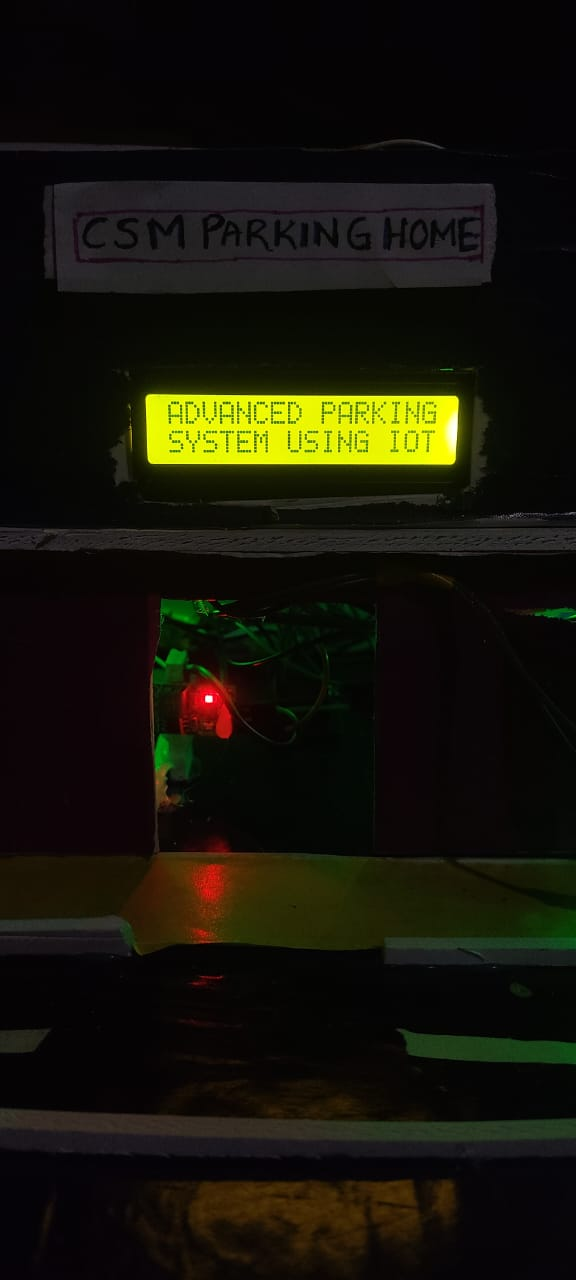 CSM PARKING HOME
ADVANCED PARKING
SYSTEM USING IOT